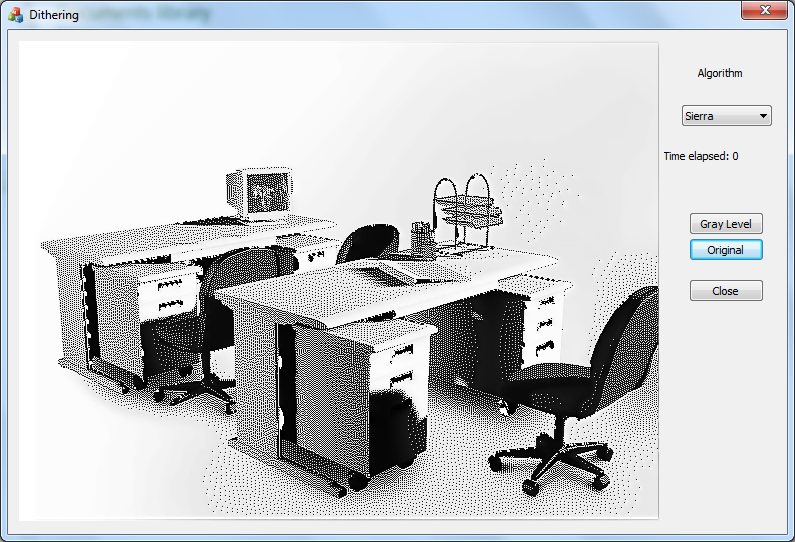 Dithering
Algorithm
Sierra
Time elapsed: 0
Gray Level
Original
Close